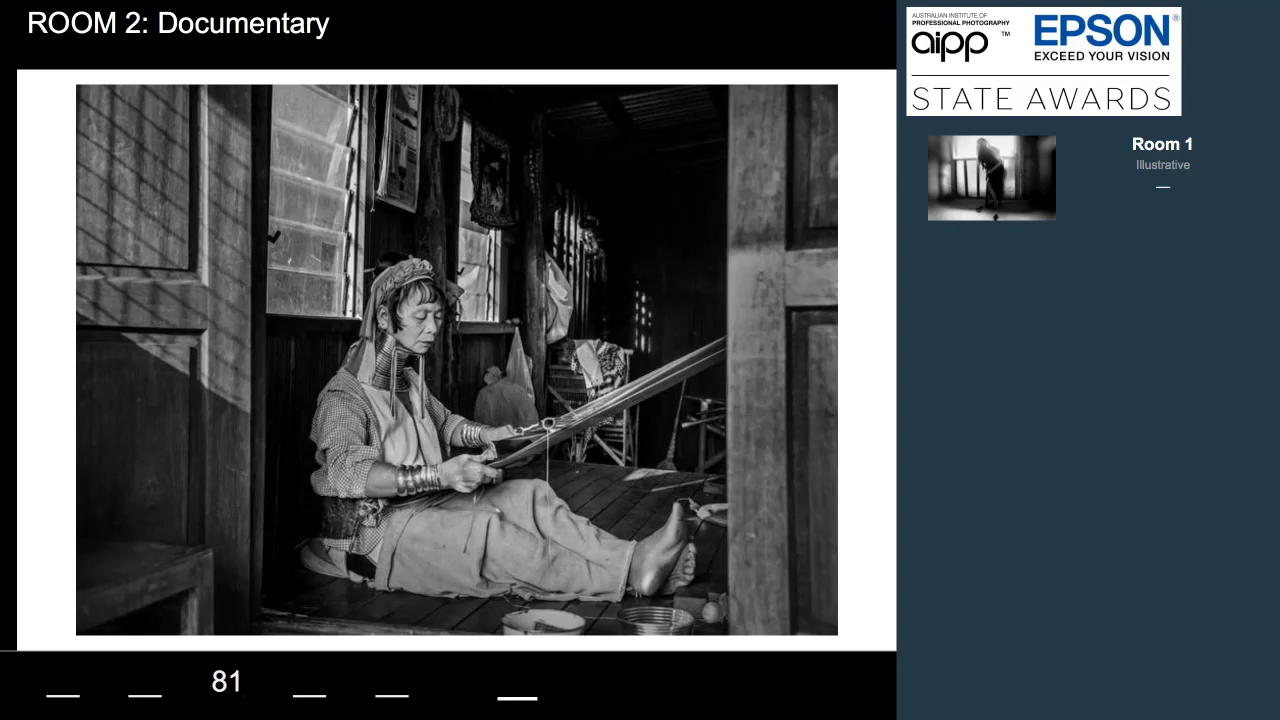 ROOM 2: Documentary
AUSTRALIAN INSTITUTE OF
PROFESSIONAL PHOTOGRAPHY
aipp TM
EPSON®
EXCEED YOUR VISION
STATE AWARDS
Room 1
Illustrative
81